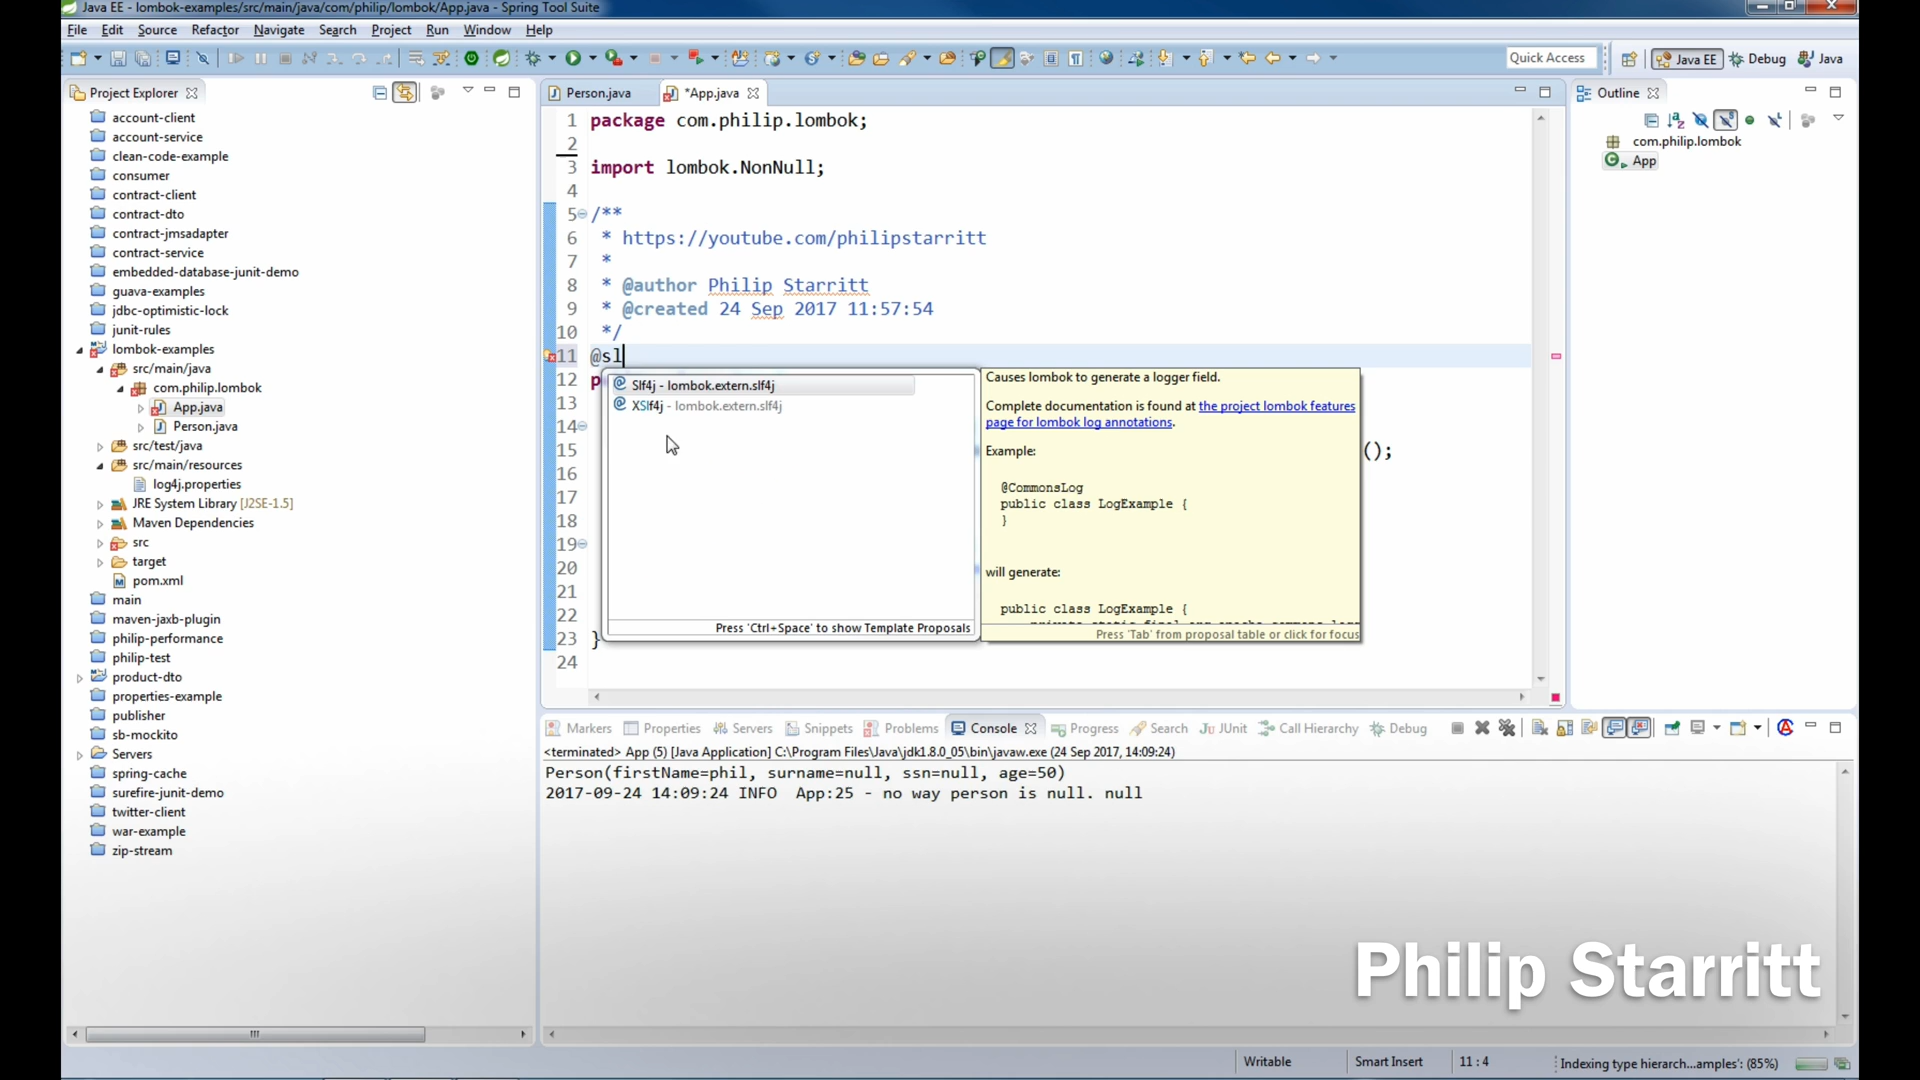 Java EE - lombok-examples/src/main/java/com/philip/lombok/App.java - Spring Tool Suite
File Edit Source Refactor Navigate Search Project Run Window Help
Quick Access Java EE Debug Java
Project Explorer
account-client
account-service
clean-code-example
consumer
contract-client
contract-dto
contract-jmsadapter
contract-service
embedded-database-junit-demo
guava-examples
jdbc-optimistic-lock
junit-rules
lombok-examples
src/main/java
com.philip.lombok
App.java
Person.java
src/test/java
src/main/resources
log4j.properties
JRE System Library [J2SE-1.5]
Maven Dependencies
src
target
pom.xml
main
maven-jaxb-plugin
philip-performance
philip-test
product-dto
properties-example
publisher
sb-mockito
Servers
spring-cache
surefire-junit-demo
twitter-client
war-example
zip-stream
Person.java *App.java
1 package com.philip.lombok;
2
3 import lombok.NonNull;
4
5 /**
6 * https://youtube.com/philipstarritt
7 *
8 * @author Philip Starritt
9 * @created 24 Sep 2017 11:57:54
10 */
11 @sl
12 p
13
14
15 ();
16
17
18
19
20
21
22
23 }
24
Slf4j - lombok.extern.slf4j
XSlf4j - lombok.extern.slf4j
Press 'Ctrl+Space' to show Template Proposals
Causes lombok to generate a logger field.
Complete documentation is found at the project lombok features
page for lombok log annotations.
Example:
@CommonsLog
public class LogExample {
}
will generate:
public class LogExample {
Press 'Tab' from proposal table or click for focus
Outline
com.philip.lombok
App
Markers Properties Servers Snippets Problems Console Progress Search JUnit Call Hierarchy Debug
<terminated> App (5) [Java Application] C:\Program Files\Java\jdk1.8.0_05\bin\javaw.exe (24 Sep 2017, 14:09:24)
Person(firstName=phil, surname=null, ssn=null, age=50)
2017-09-24 14:09:24 INFO App:25 - no way person is null. null
Philip Starritt
Writable Smart Insert 11 : 4 Indexing type hierarch...amples': (85%)